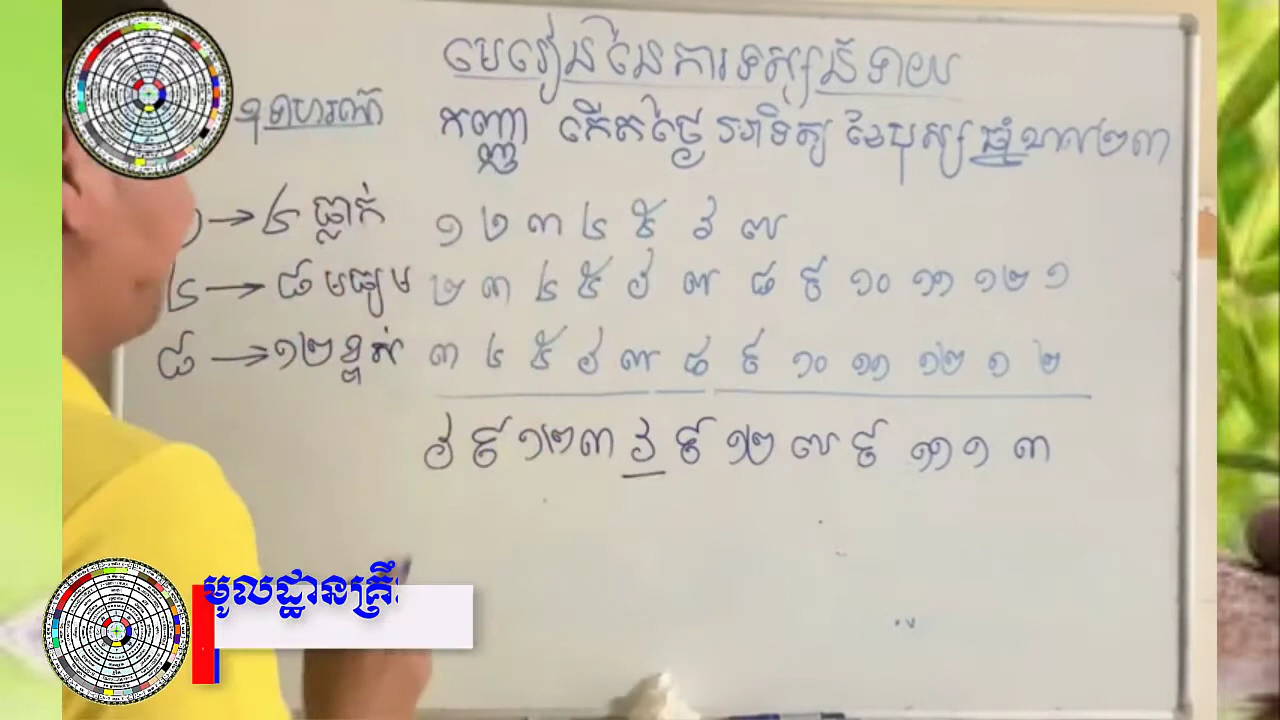 មេរៀននៃការទស្សន៍ទាយ
ឧទាហរណ៍ កញ្ញា កើតថ្ងៃ អាទិត្យ ខែបុស្ស ឆ្នាំខាល២៣
→ ៤ ធ្លាក់ ១ ២ ៣ ៤ ៥ ៦ ៧
៤ → ៨ មធ្យម ២ ៣ ៤ ៥ ៦ ៧ ៨ ៩ ១០ ១១ ១២ ១
៨ → ១២ ខ្ពស់ ៣ ៤ ៥ ៦ ៧ ៨ ៩ ១០ ១១ ១២ ១ ២
៦ ៩ ១២ ៣ ៦ ៩ ១២ ៧ ៩ ១១ ១ ៣
មូលដ្ឋានគ្រឹះ